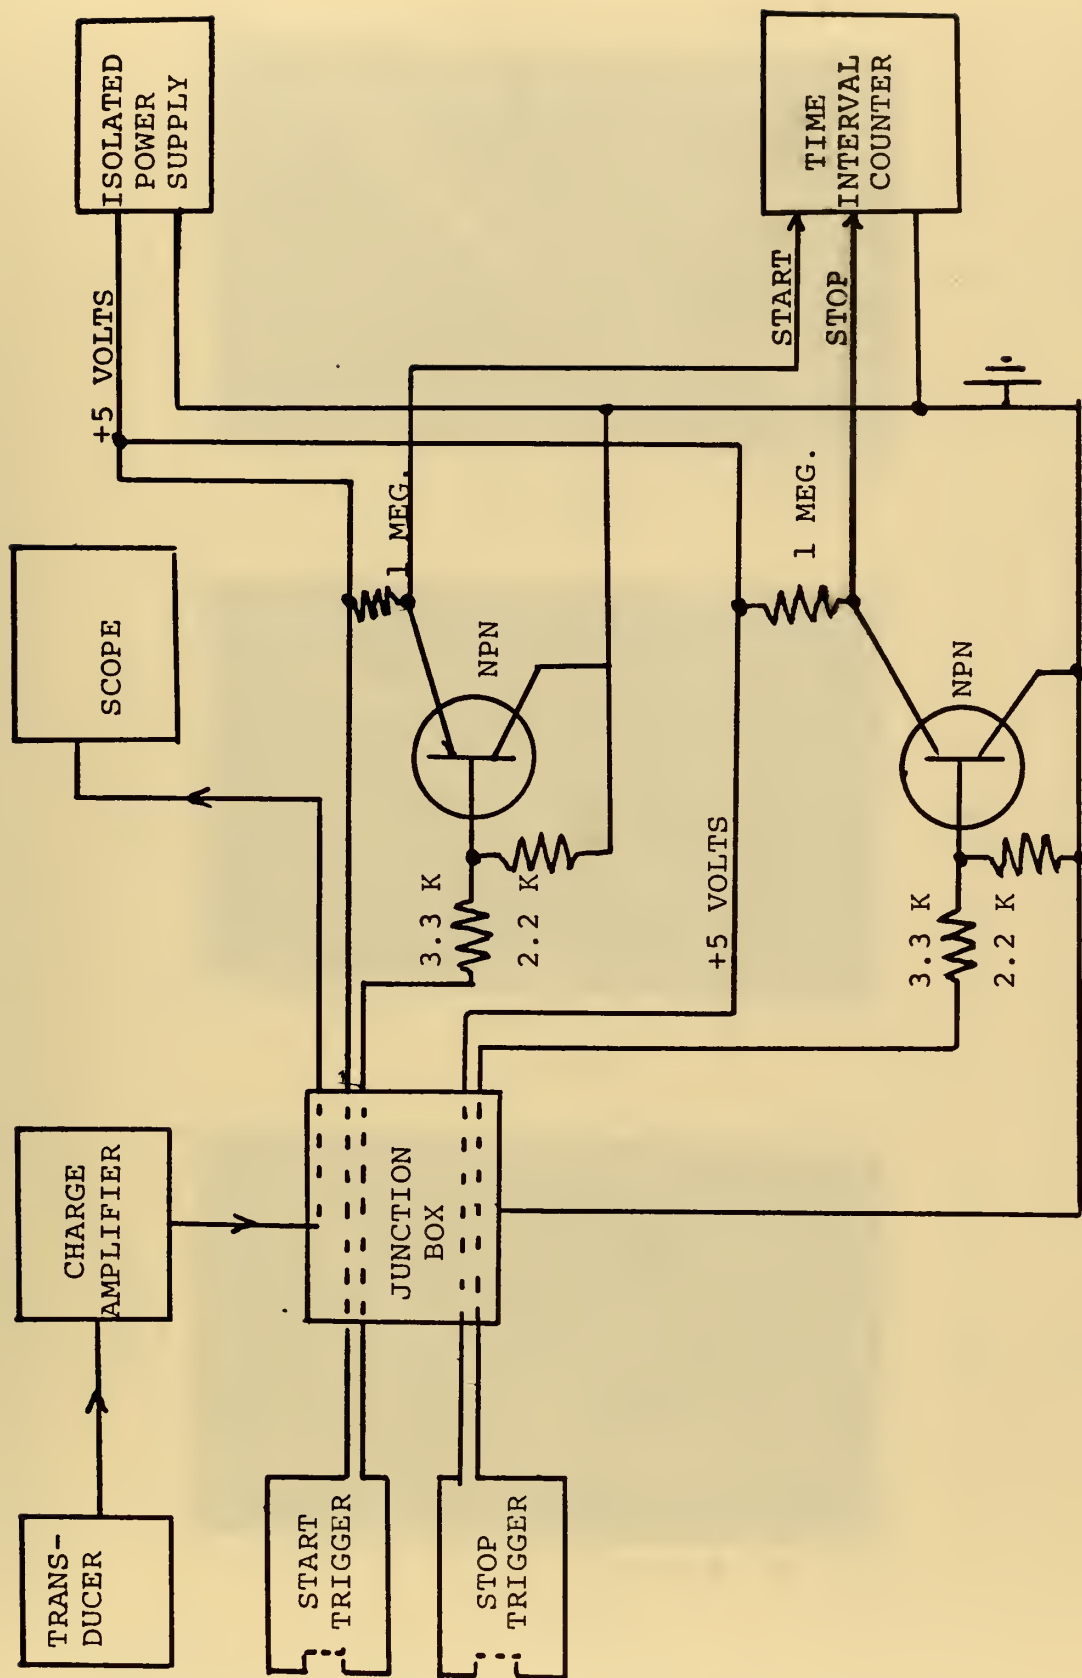 TRANS-
DUCER
CHARGE
AMPLIFIER
SCOPE
ISOLATED
POWER
SUPPLY
+5 VOLTS
START
TRIGGER
STOP
TRIGGER
JUNCTION
BOX
3.3 K
2.2 K
NPN
1 MEG.
+5 VOLTS
3.3 K
2.2 K
NPN
1 MEG.
START
STOP
TIME
INTERVAL
COUNTER